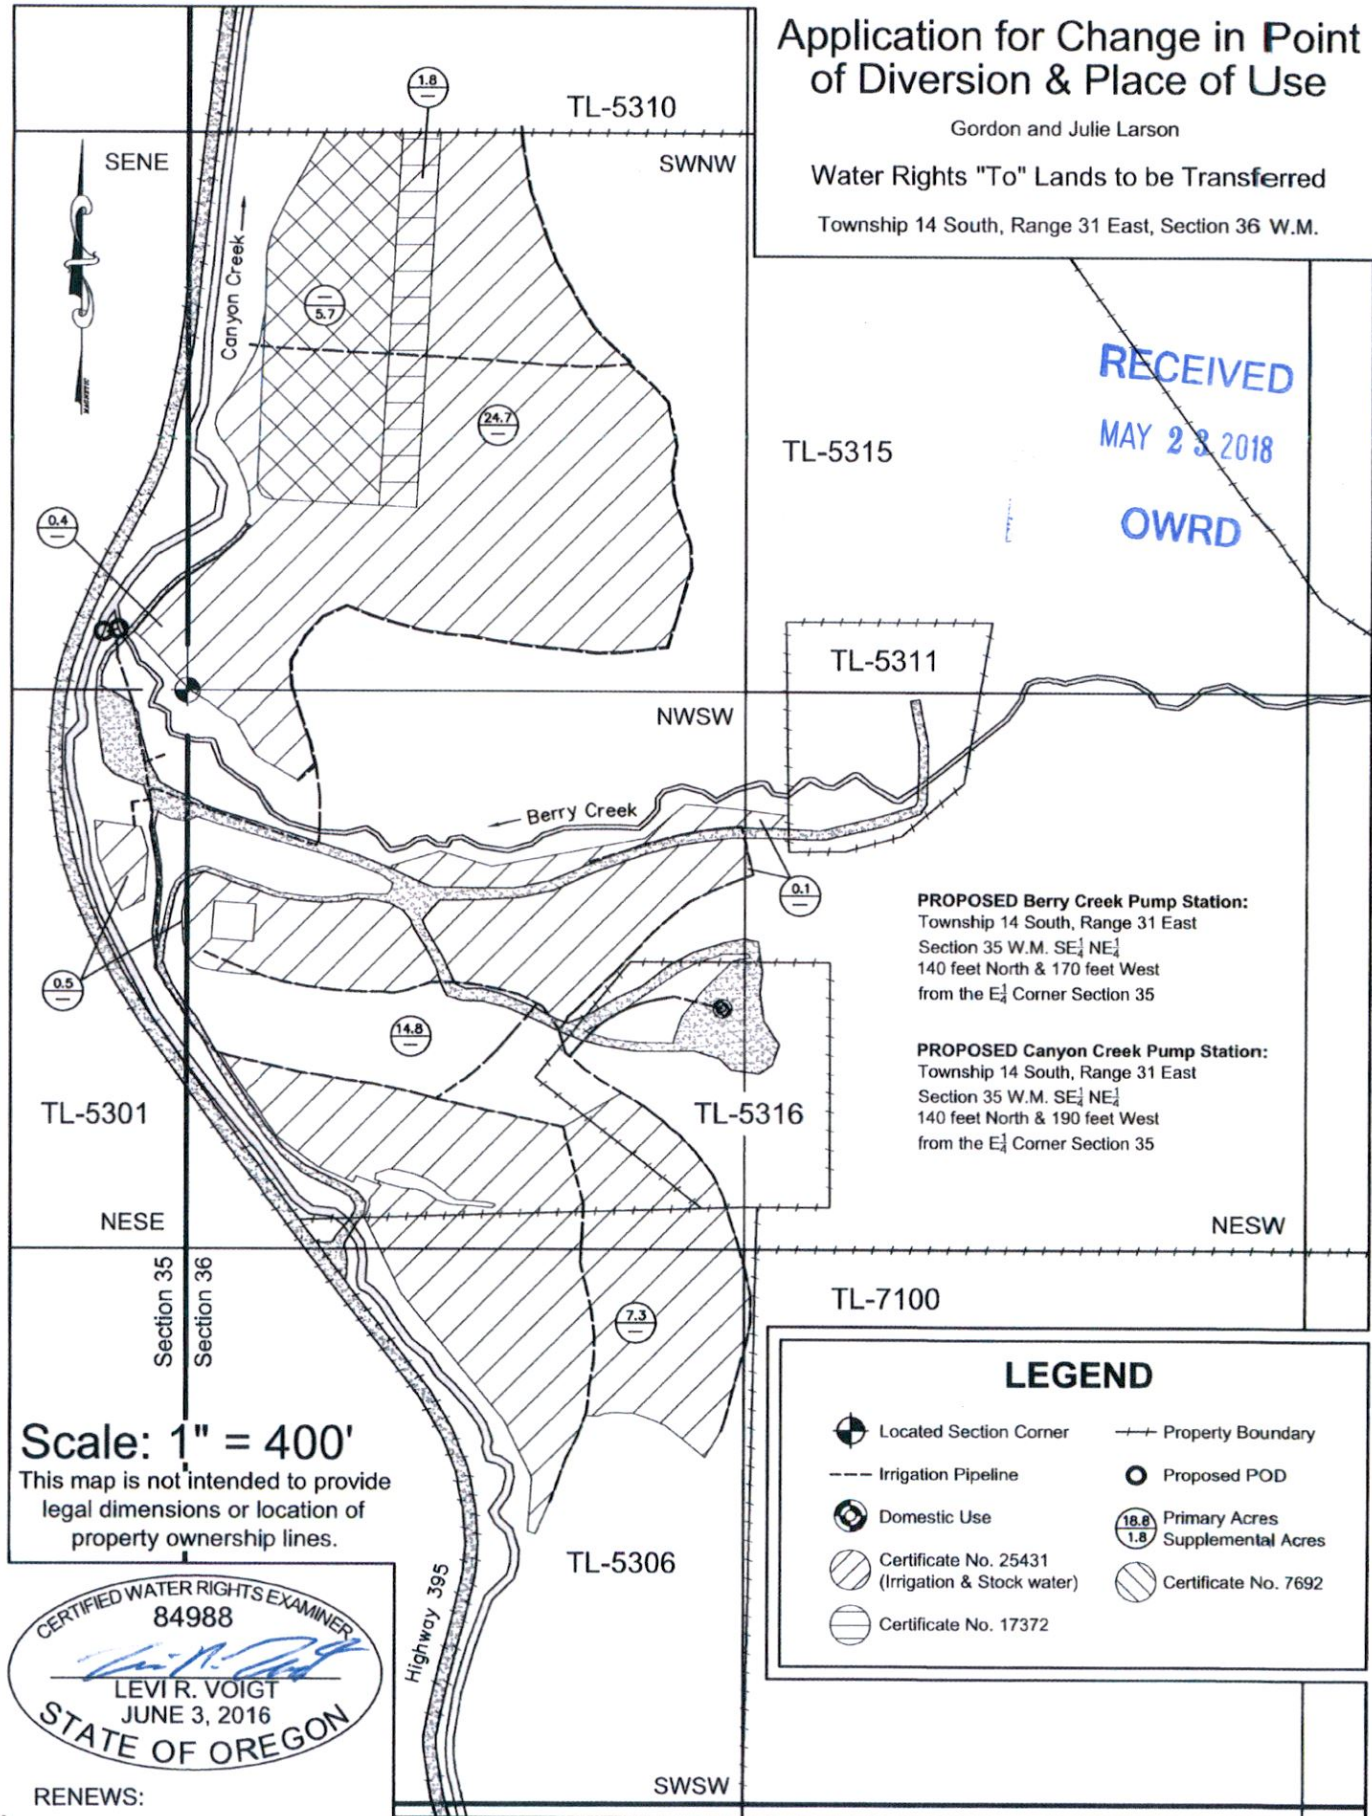 Application for Change in Point
of Diversion & Place of Use
Gordon and Julie Larson
Water Rights "To" Lands to be Transferred
Township 14 South, Range 31 East, Section 36 W.M.
1.8
—
TL-5310
SENE
SWNW
Canyon Creek
—
5.7
RECEIVED
MAY 23 2018
OWRD
24.7
—
TL-5315
0.4
—
TL-5311
NWSW
Berry Creek
0.1
—
PROPOSED Berry Creek Pump Station:
Township 14 South, Range 31 East
Section 35 W.M. SE¼ NE¼
140 feet North & 170 feet West
from the E¼ Corner Section 35
0.5
—
14.8
—
PROPOSED Canyon Creek Pump Station:
Township 14 South, Range 31 East
Section 35 W.M. SE¼ NE¼
140 feet North & 190 feet West
from the E¼ Corner Section 35
TL-5301
TL-5316
NESE
NESW
Section 35
Section 36
TL-7100
7.3
—
LEGEND
Located Section Corner
Property Boundary
Irrigation Pipeline
Proposed POD
Domestic Use
18.8
1.8
Primary Acres
Supplemental Acres
Certificate No. 25431
(Irrigation & Stock water)
Certificate No. 7692
Certificate No. 17372
Scale: 1" = 400'
This map is not intended to provide
legal dimensions or location of
property ownership lines.
TL-5306
Highway 395
CERTIFIED WATER RIGHTS EXAMINER
84988
LEVI R. VOIGT
JUNE 3, 2016
STATE OF OREGON
RENEWS:
SWSW